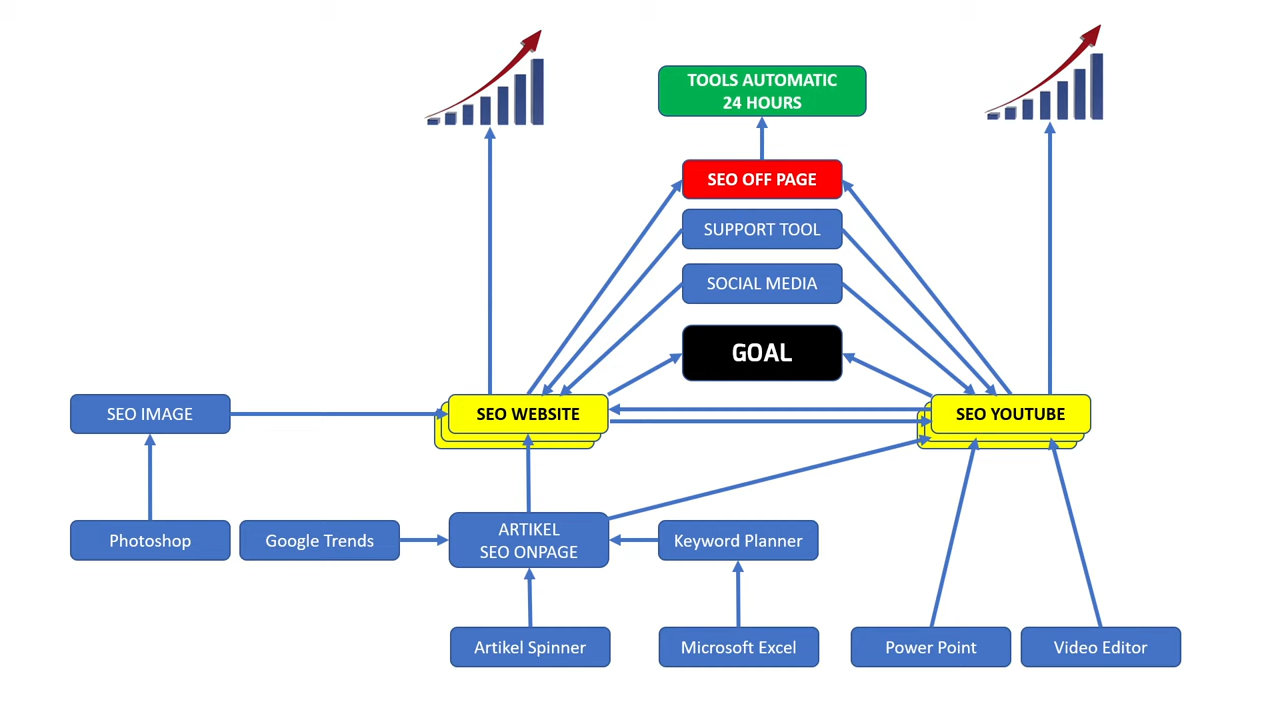 TOOLS AUTOMATIC
24 HOURS
SEO OFF PAGE
SUPPORT TOOL
SOCIAL MEDIA
GOAL
SEO IMAGE
SEO WEBSITE
SEO YOUTUBE
Photoshop
Google Trends
ARTIKEL
SEO ONPAGE
Keyword Planner
Artikel Spinner
Microsoft Excel
Power Point
Video Editor